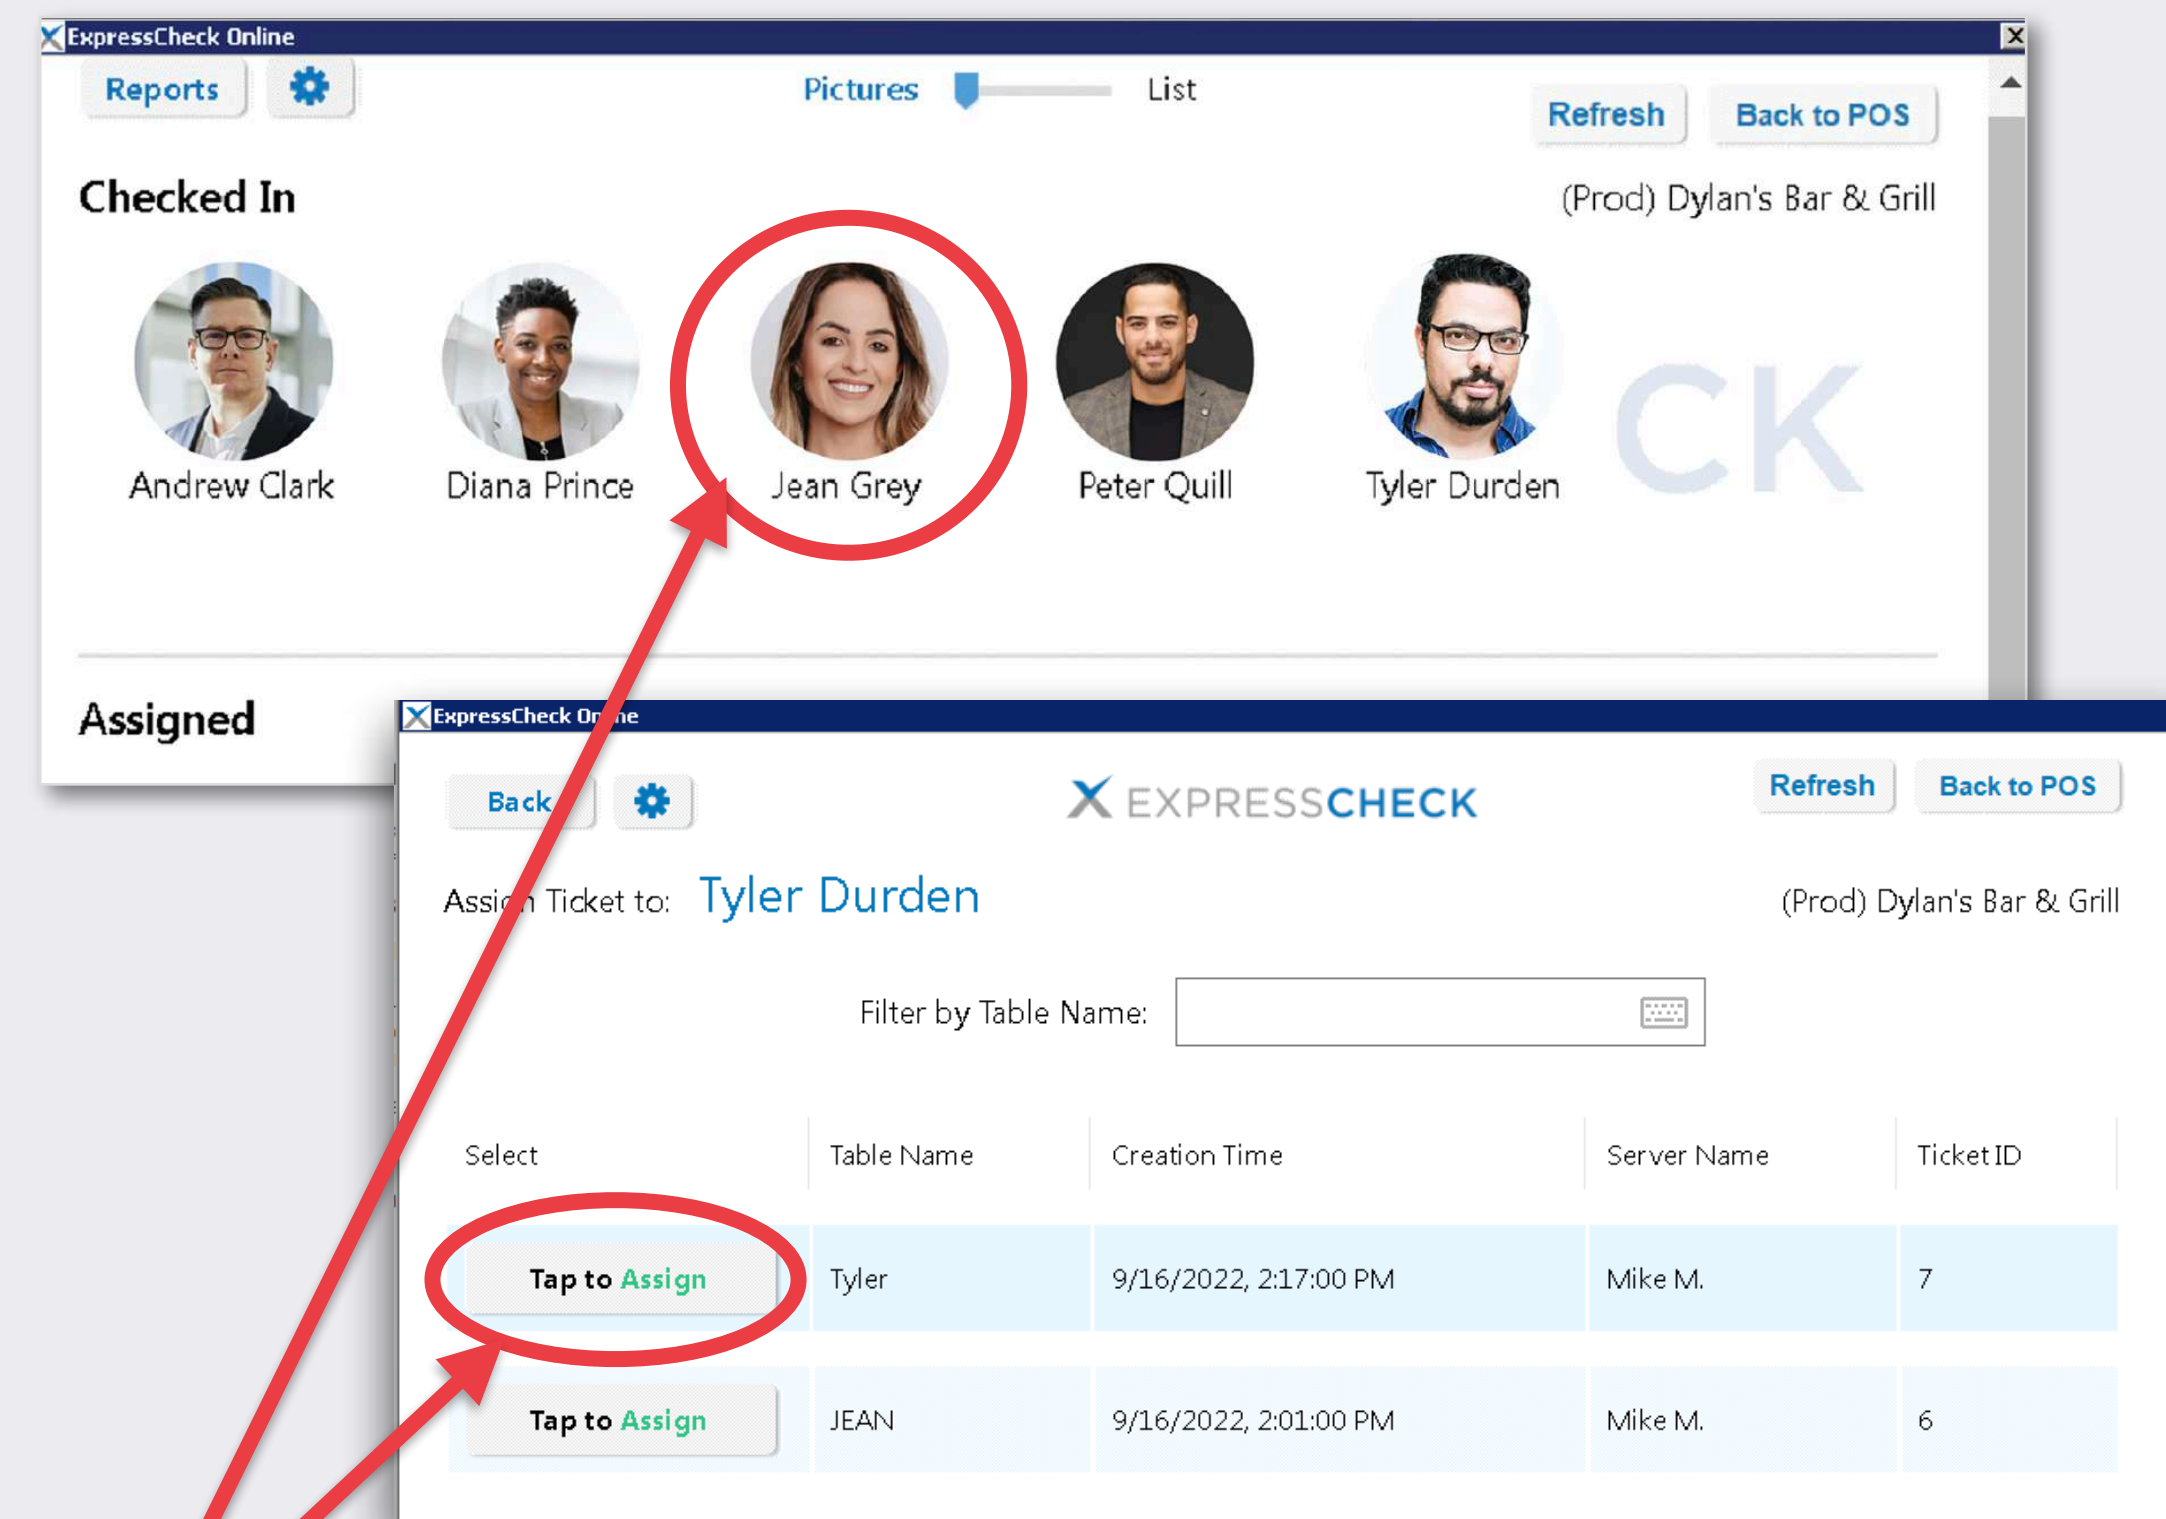 ExpressCheck Online
Reports
Pictures List
Refresh Back to POS
Checked In
(Prod) Dylan's Bar & Grill
CK
Andrew Clark Diana Prince Jean Grey Peter Quill Tyler Durden
Assigned
ExpressCheck Online
Back
EXPRESSCHECK
Refresh Back to POS
Assign Ticket to: Tyler Durden
(Prod) Dylan's Bar & Grill
Filter by Table Name:
Select Table Name Creation Time Server Name Ticket ID
Tap to Assign Tyler 9/16/2022, 2:17:00 PM Mike M. 7
Tap to Assign JEAN 9/16/2022, 2:01:00 PM Mike M. 6